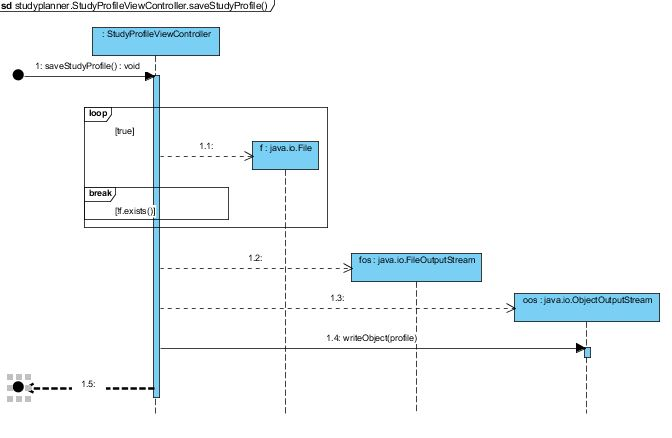 sd studyplanner.StudyProfileViewController.saveStudyProfile()
: StudyProfileViewController
1: saveStudyProfile() : void
loop
[true]
1.1:
f : java.io.File
break
[!f.exists()]
1.2:
fos : java.io.FileOutputStream
1.3:
oos : java.io.ObjectOutputStream
1.4: writeObject(profile)
1.5: